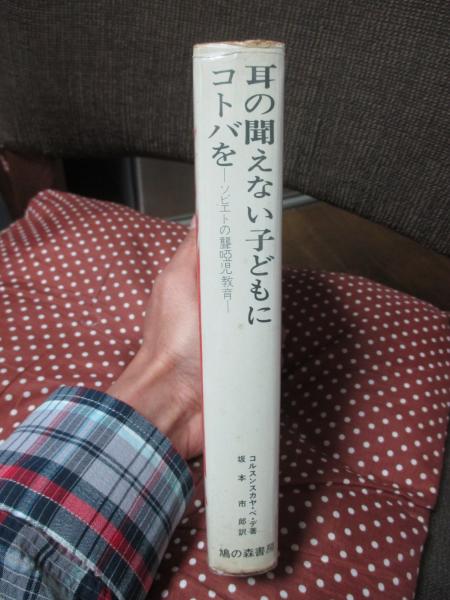 耳の聞えない子どもに
コトバを
―ソビエトの聾啞児教育―
コルスンスカヤ・ベ・デ著
坂本市郎訳
鳩の森書房